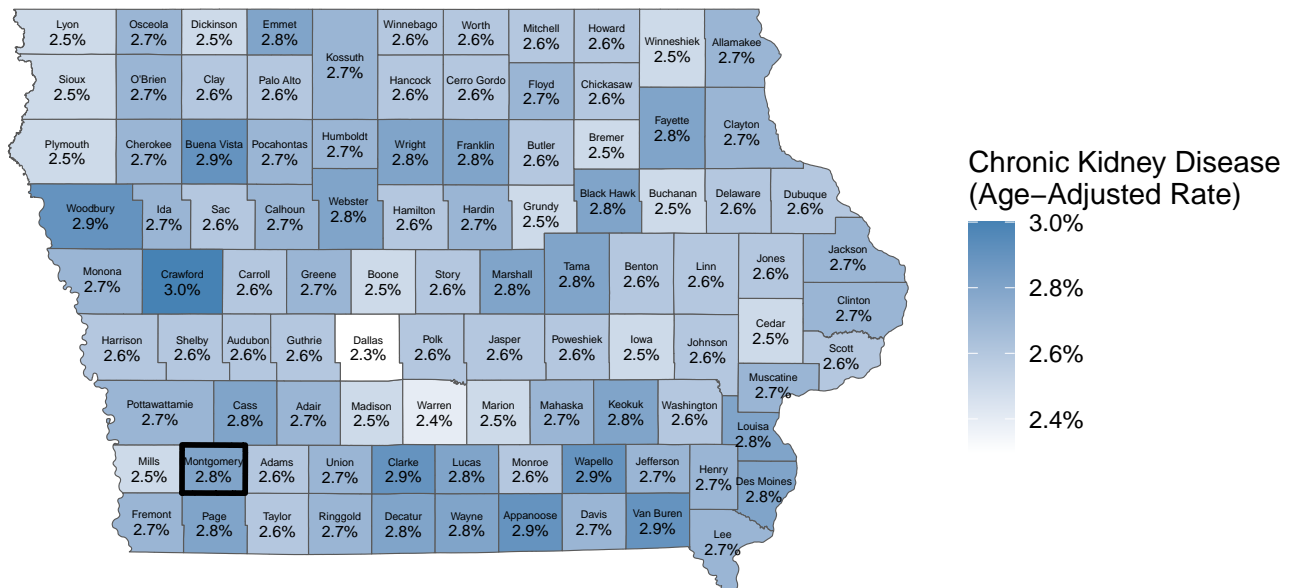 Lyon
2.5%
Osceola
2.7%
Dickinson
2.5%
Emmet
2.8%
Winnebago
2.6%
Worth
2.6%
Mitchell
2.6%
Howard
2.6%
Winneshiek
2.5%
Allamakee
2.7%
Kossuth
2.7%
Sioux
2.5%
O'Brien
2.7%
Clay
2.6%
Palo Alto
2.6%
Hancock
2.6%
Cerro Gordo
2.6%
Floyd
2.7%
Chickasaw
2.6%
Fayette
2.8%
Clayton
2.7%
Plymouth
2.5%
Cherokee
2.7%
Buena Vista
2.9%
Pocahontas
2.7%
Humboldt
2.7%
Wright
2.8%
Franklin
2.8%
Butler
2.6%
Bremer
2.5%
Woodbury
2.9%
Ida
2.7%
Sac
2.6%
Calhoun
2.7%
Webster
2.8%
Hamilton
2.6%
Hardin
2.7%
Grundy
2.5%
Black Hawk
2.8%
Buchanan
2.5%
Delaware
2.6%
Dubuque
2.6%
Monona
2.7%
Crawford
3.0%
Carroll
2.6%
Greene
2.7%
Boone
2.5%
Story
2.6%
Marshall
2.8%
Tama
2.8%
Benton
2.6%
Linn
2.6%
Jones
2.6%
Jackson
2.7%
Clinton
2.7%
Harrison
2.6%
Shelby
2.6%
Audubon
2.6%
Guthrie
2.6%
Dallas
2.3%
Polk
2.6%
Jasper
2.6%
Poweshiek
2.6%
Iowa
2.5%
Johnson
2.6%
Cedar
2.5%
Scott
2.6%
Muscatine
2.7%
Pottawattamie
2.7%
Cass
2.8%
Adair
2.7%
Madison
2.5%
Warren
2.4%
Marion
2.5%
Mahaska
2.7%
Keokuk
2.8%
Washington
2.6%
Louisa
2.8%
Mills
2.5%
Montgomery
2.8%
Adams
2.6%
Union
2.7%
Clarke
2.9%
Lucas
2.8%
Monroe
2.6%
Wapello
2.9%
Jefferson
2.7%
Henry
2.7%
Des Moines
2.8%
Fremont
2.7%
Page
2.8%
Taylor
2.6%
Ringgold
2.7%
Decatur
2.8%
Wayne
2.8%
Appanoose
2.9%
Davis
2.7%
Van Buren
2.9%
Lee
2.7%
Chronic Kidney Disease
(Age−Adjusted Rate)
3.0%
2.8%
2.6%
2.4%